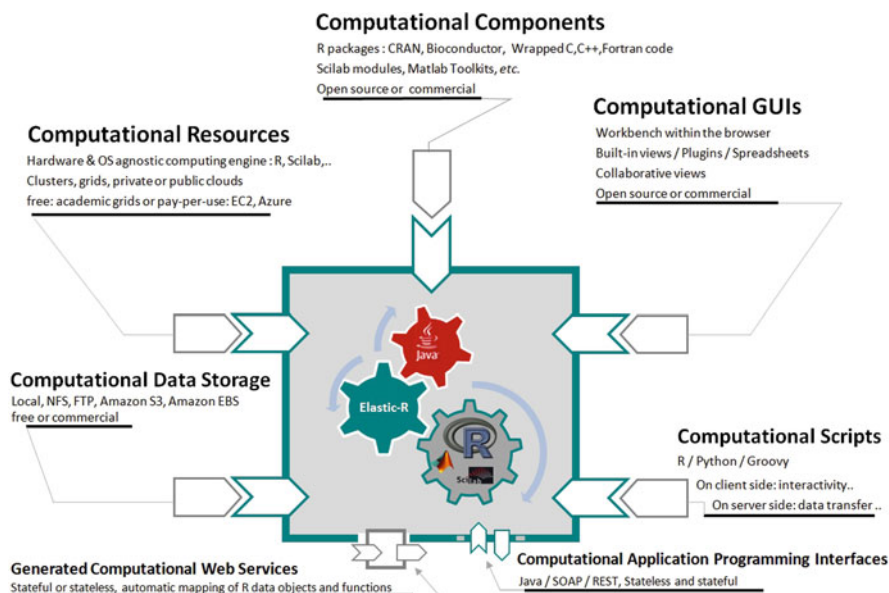 Computational Components
R packages : CRAN, Bioconductor, Wrapped C,C++,Fortran code
Scilab modules, Matlab Toolkits, etc.
Open source or commercial
Computational GUIs
Workbench within the browser
Built-in views / Plugins / Spreadsheets
Collaborative views
Open source or commercial
Computational Resources
Hardware & OS agnostic computing engine : R, Scilab,..
Clusters, grids, private or public clouds
free: academic grids or pay-per-use: EC2, Azure
Java
Elastic-R
R
Computational Data Storage
Local, NFS, FTP, Amazon S3, Amazon EBS
free or commercial
Computational Scripts
R / Python / Groovy
On client side: interactivity..
On server side: data transfer ..
Generated Computational Web Services
Stateful or stateless, automatic mapping of R data objects and functions
Computational Application Programming Interfaces
Java / SOAP / REST, Stateless and stateful